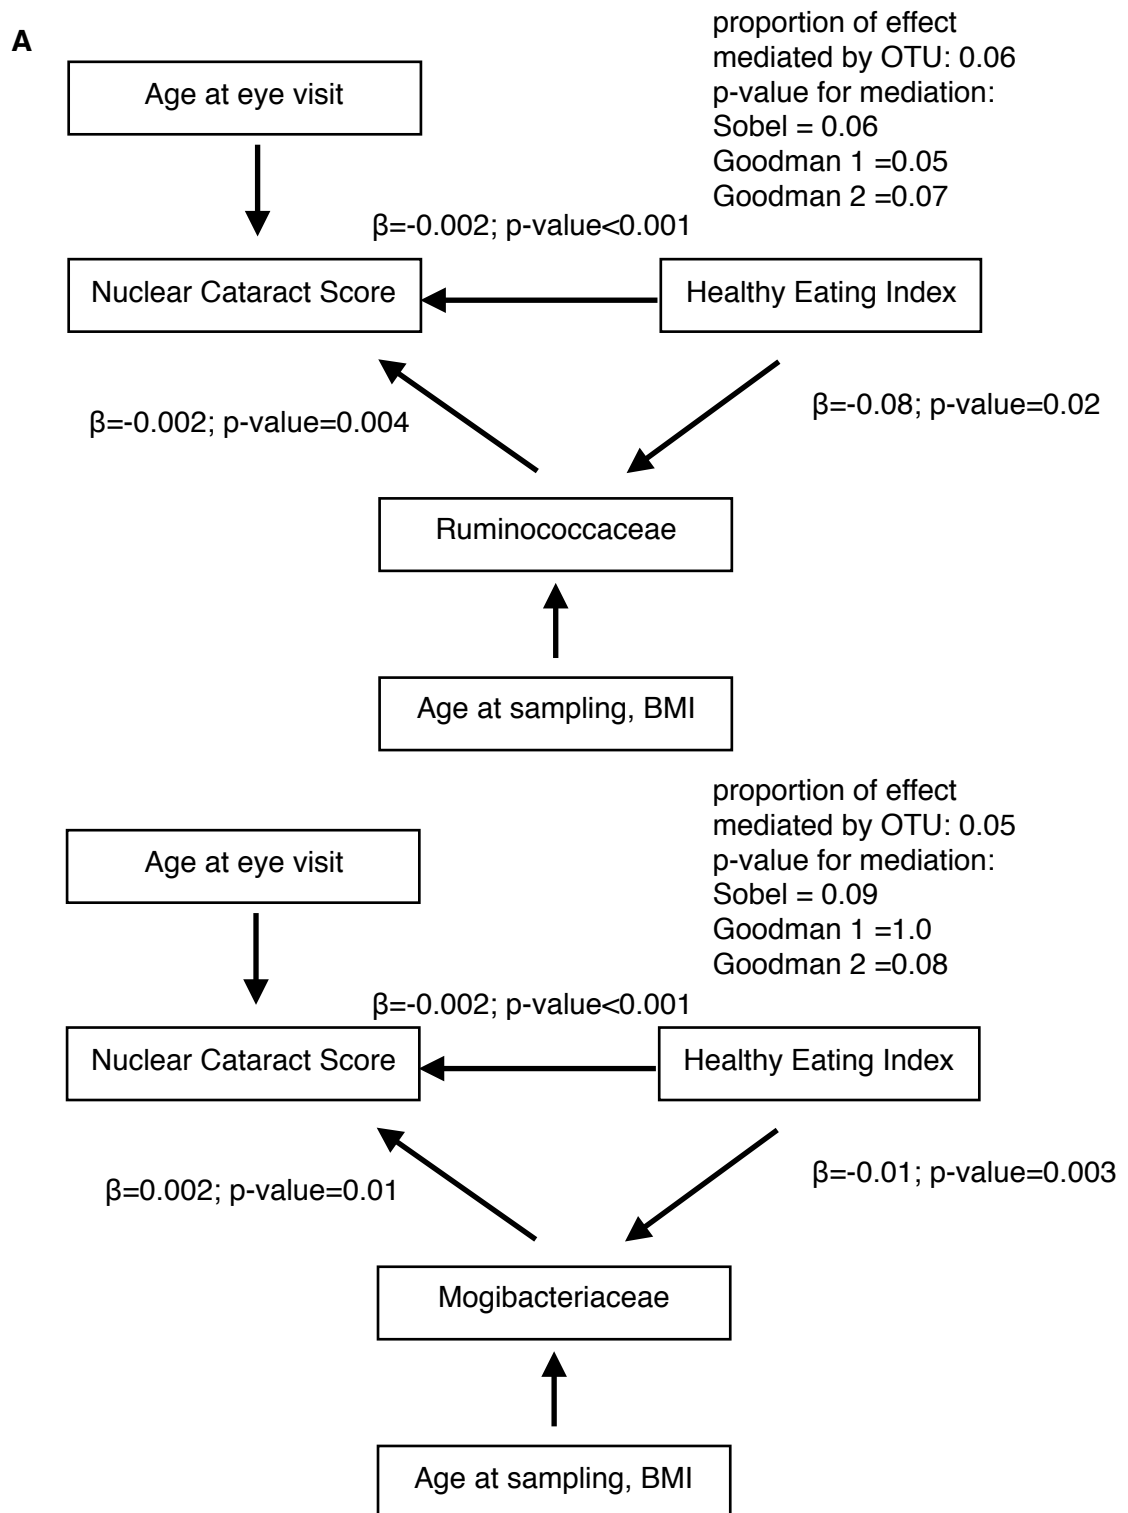 A
proportion of effect
mediated by OTU: 0.06
p-value for mediation:
Sobel = 0.06
Goodman 1 =0.05
Goodman 2 =0.07
Age at eye visit
β=-0.002; p-value<0.001
Nuclear Cataract Score
Healthy Eating Index
β=-0.002; p-value=0.004
β=-0.08; p-value=0.02
Ruminococcaceae
Age at sampling, BMI
proportion of effect
mediated by OTU: 0.05
p-value for mediation:
Sobel = 0.09
Goodman 1 =1.0
Goodman 2 =0.08
Age at eye visit
β=-0.002; p-value<0.001
Nuclear Cataract Score
Healthy Eating Index
β=0.002; p-value=0.01
β=-0.01; p-value=0.003
Mogibacteriaceae
Age at sampling, BMI